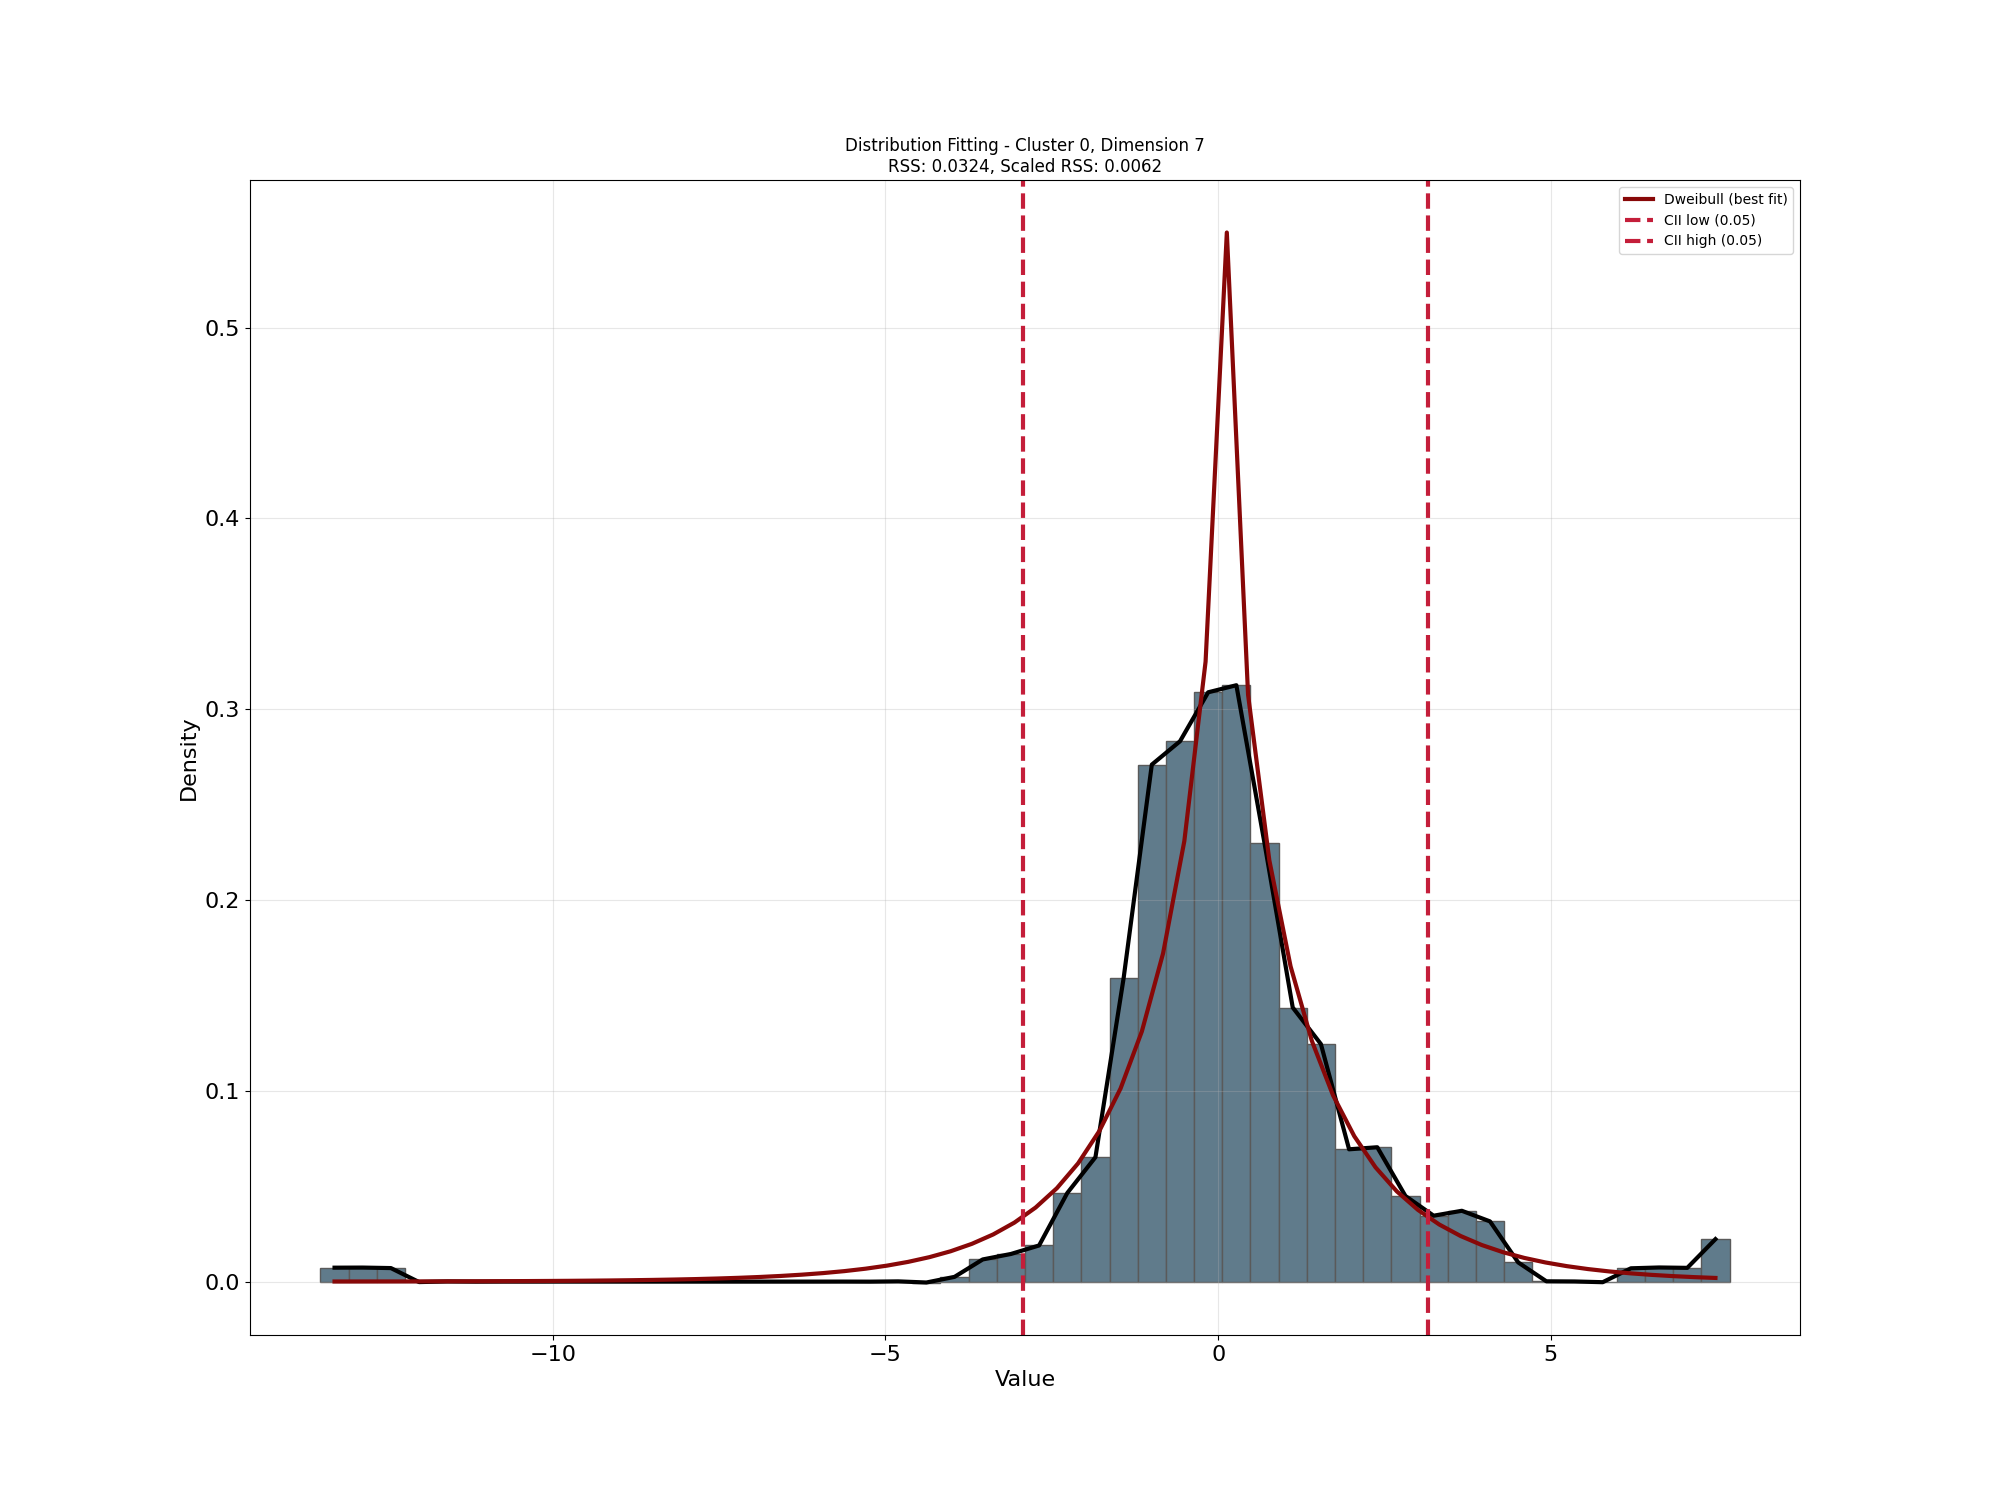 Distribution Fitting - Cluster 0, Dimension 7
RSS: 0.0324, Scaled RSS: 0.0062
Dweibull (best fit)
CII low (0.05)
CII high (0.05)
0.5
0.4
0.3
0.2
0.1
0.0
Density
−10
−5
0
5
Value